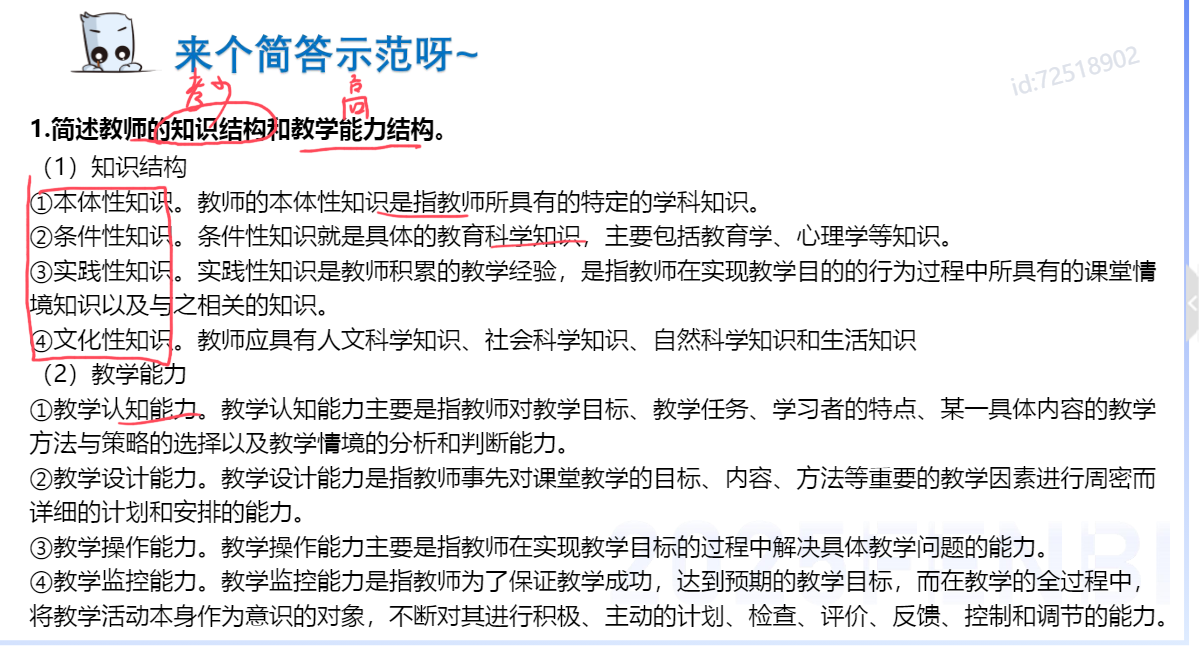 来个简答示范呀~
id:72518902
考少
高
1.简述教师的知识结构和教学能力结构。
（1）知识结构
①本体性知识。教师的本体性知识是指教师所具有的特定的学科知识。
②条件性知识。条件性知识就是具体的教育科学知识，主要包括教育学、心理学等知识。
③实践性知识。实践性知识是教师积累的教学经验，是指教师在实现教学目的的行为过程中所具有的课堂情
境知识以及与之相关的知识。
④文化性知识。教师应具有人文科学知识、社会科学知识、自然科学知识和生活知识
（2）教学能力
①教学认知能力。教学认知能力主要是指教师对教学目标、教学任务、学习者的特点、某一具体内容的教学
方法与策略的选择以及教学情境的分析和判断能力。
②教学设计能力。教学设计能力是指教师事先对课堂教学的目标、内容、方法等重要的教学因素进行周密而
详细的计划和安排的能力。
③教学操作能力。教学操作能力主要是指教师在实现教学目标的过程中解决具体教学问题的能力。
④教学监控能力。教学监控能力是指教师为了保证教学成功，达到预期的教学目标，而在教学的全过程中，
将教学活动本身作为意识的对象，不断对其进行积极、主动的计划、检查、评价、反馈、控制和调节的能力。
2025 FENBI